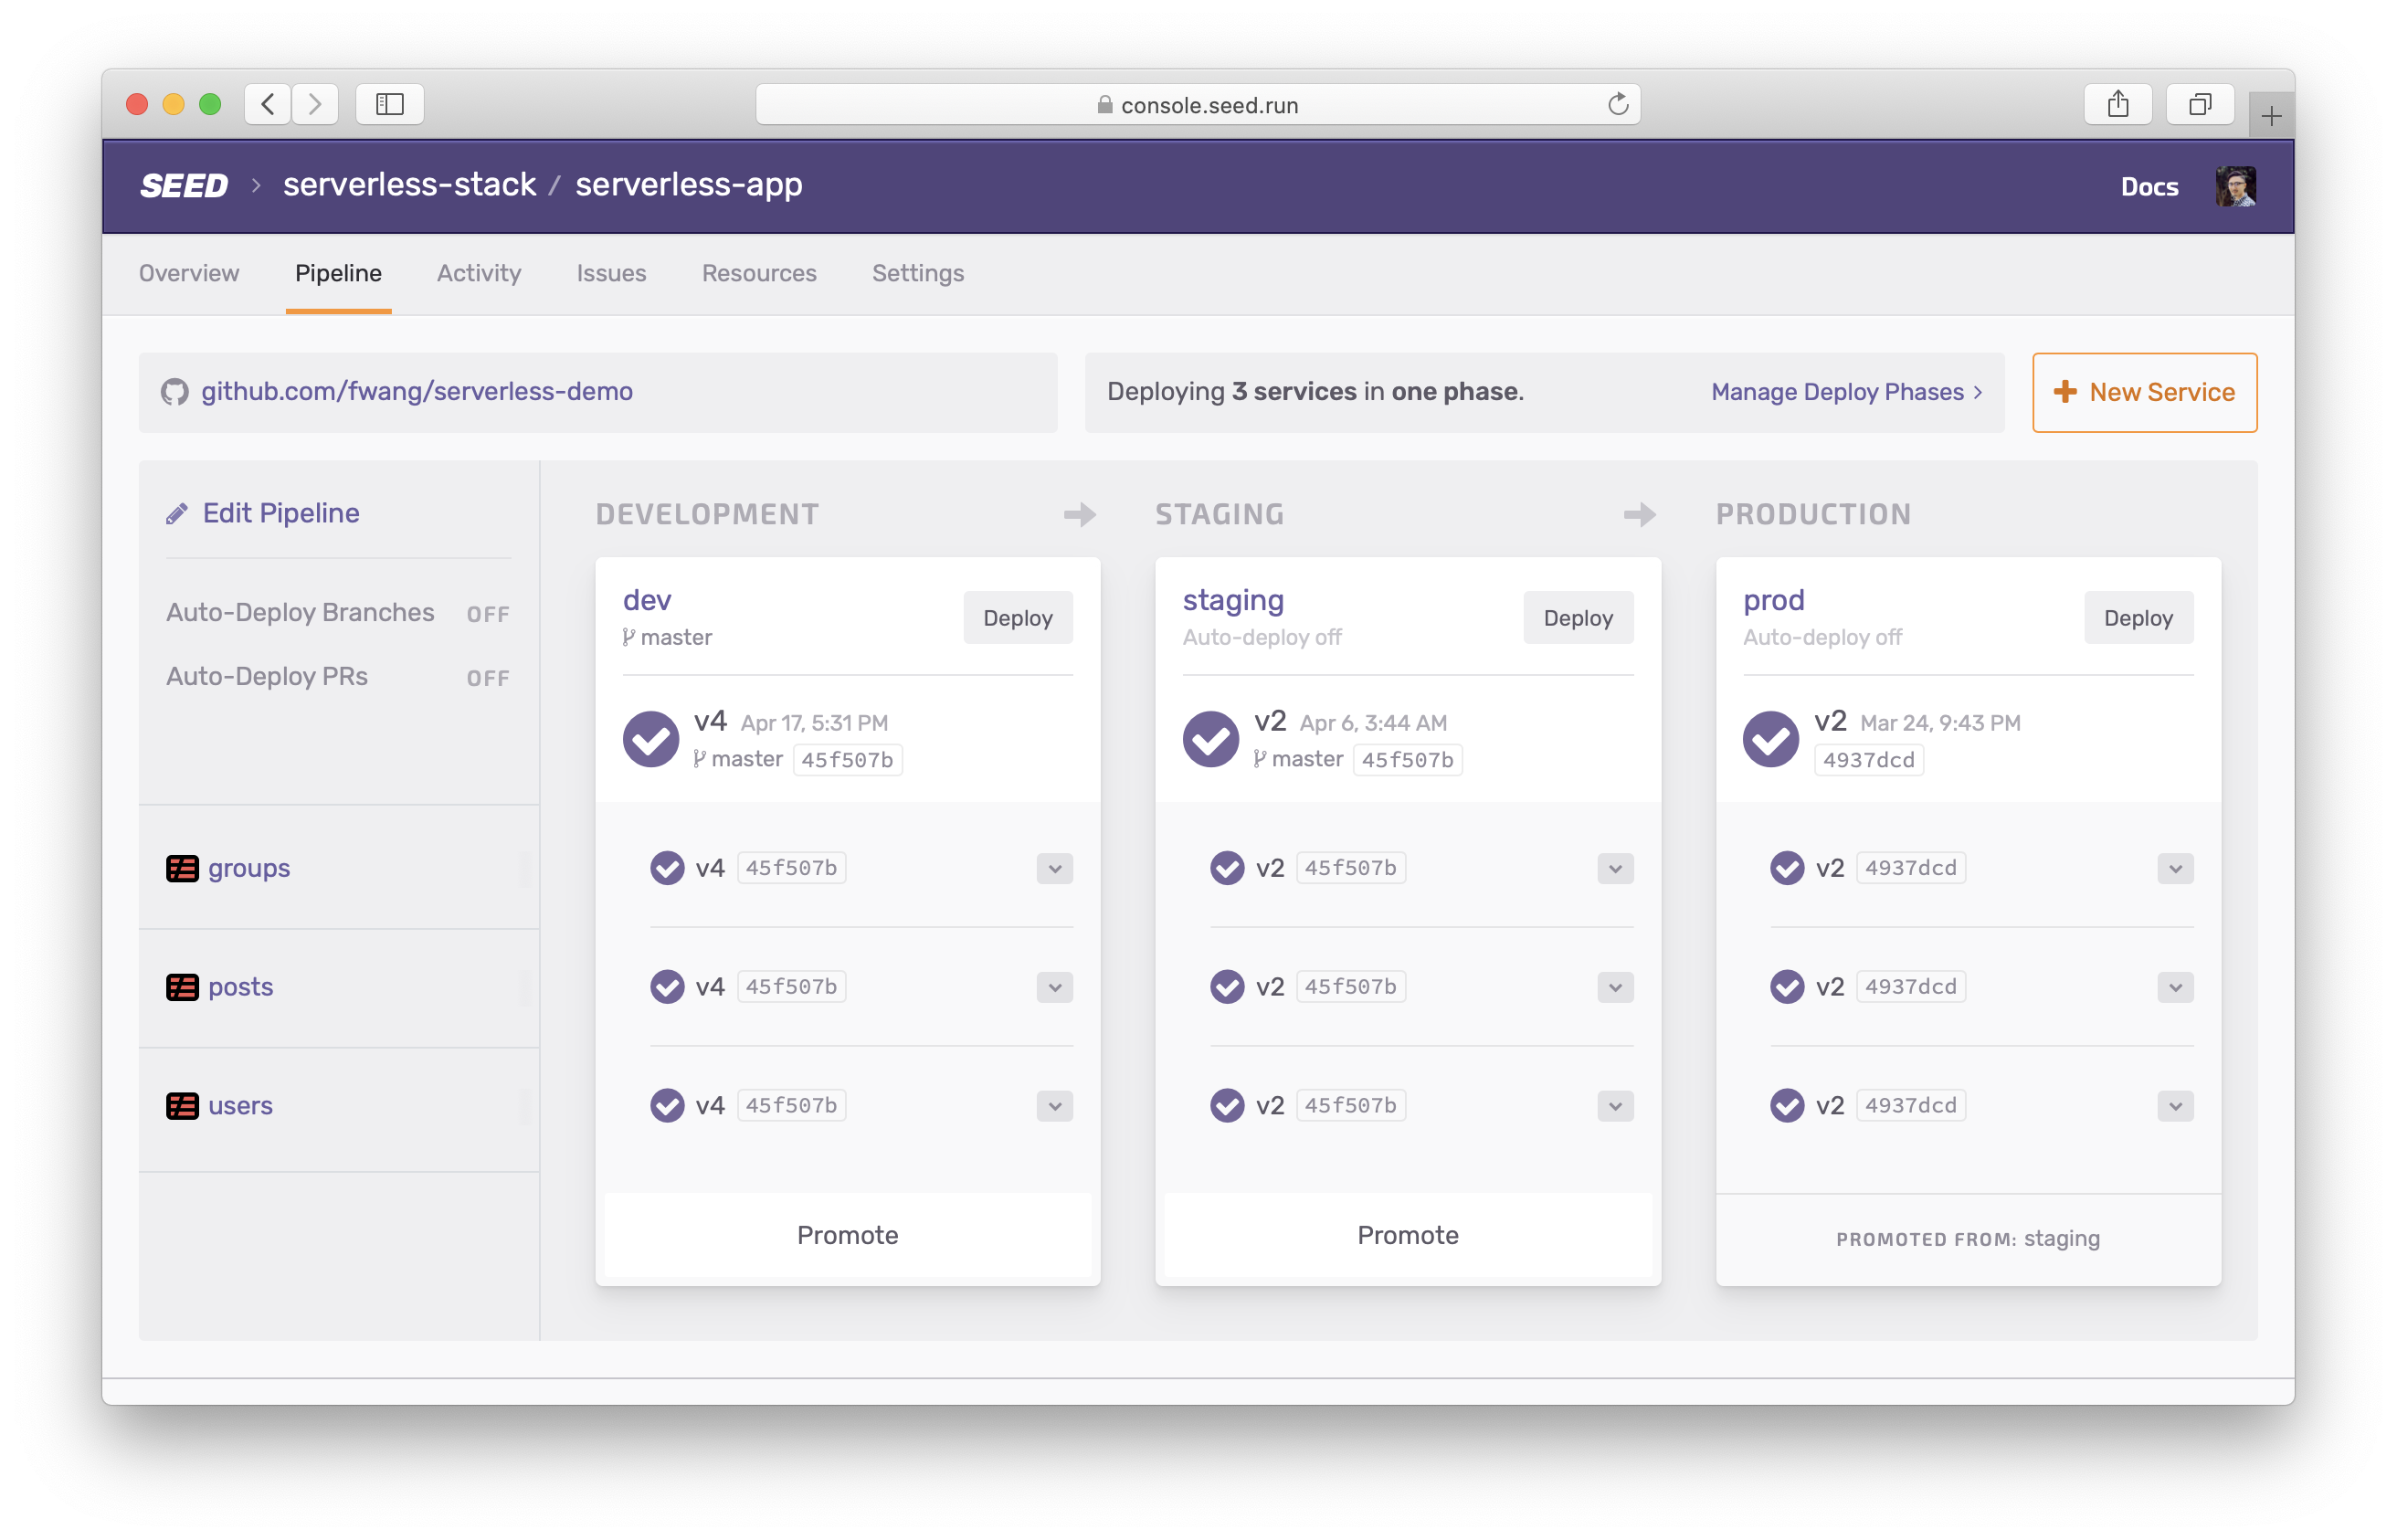 console.seed.run
SEED > serverless-stack / serverless-app
Docs
Overview Pipeline Activity Issues Resources Settings
github.com/fwang/serverless-demo
Deploying 3 services in one phase.
Manage Deploy Phases >
New Service
Edit Pipeline
Auto-Deploy Branches OFF
Auto-Deploy PRs OFF
groups
posts
users
DEVELOPMENT
dev
master
Deploy
v4 Apr 17, 5:31 PM
master 45f507b
v4 45f507b
v4 45f507b
v4 45f507b
Promote
STAGING
staging
Auto-deploy off
Deploy
v2 Apr 6, 3:44 AM
master 45f507b
v2 45f507b
v2 45f507b
v2 45f507b
Promote
PRODUCTION
prod
Auto-deploy off
Deploy
v2 Mar 24, 9:43 PM
4937dcd
v2 4937dcd
v2 4937dcd
v2 4937dcd
PROMOTED FROM: staging